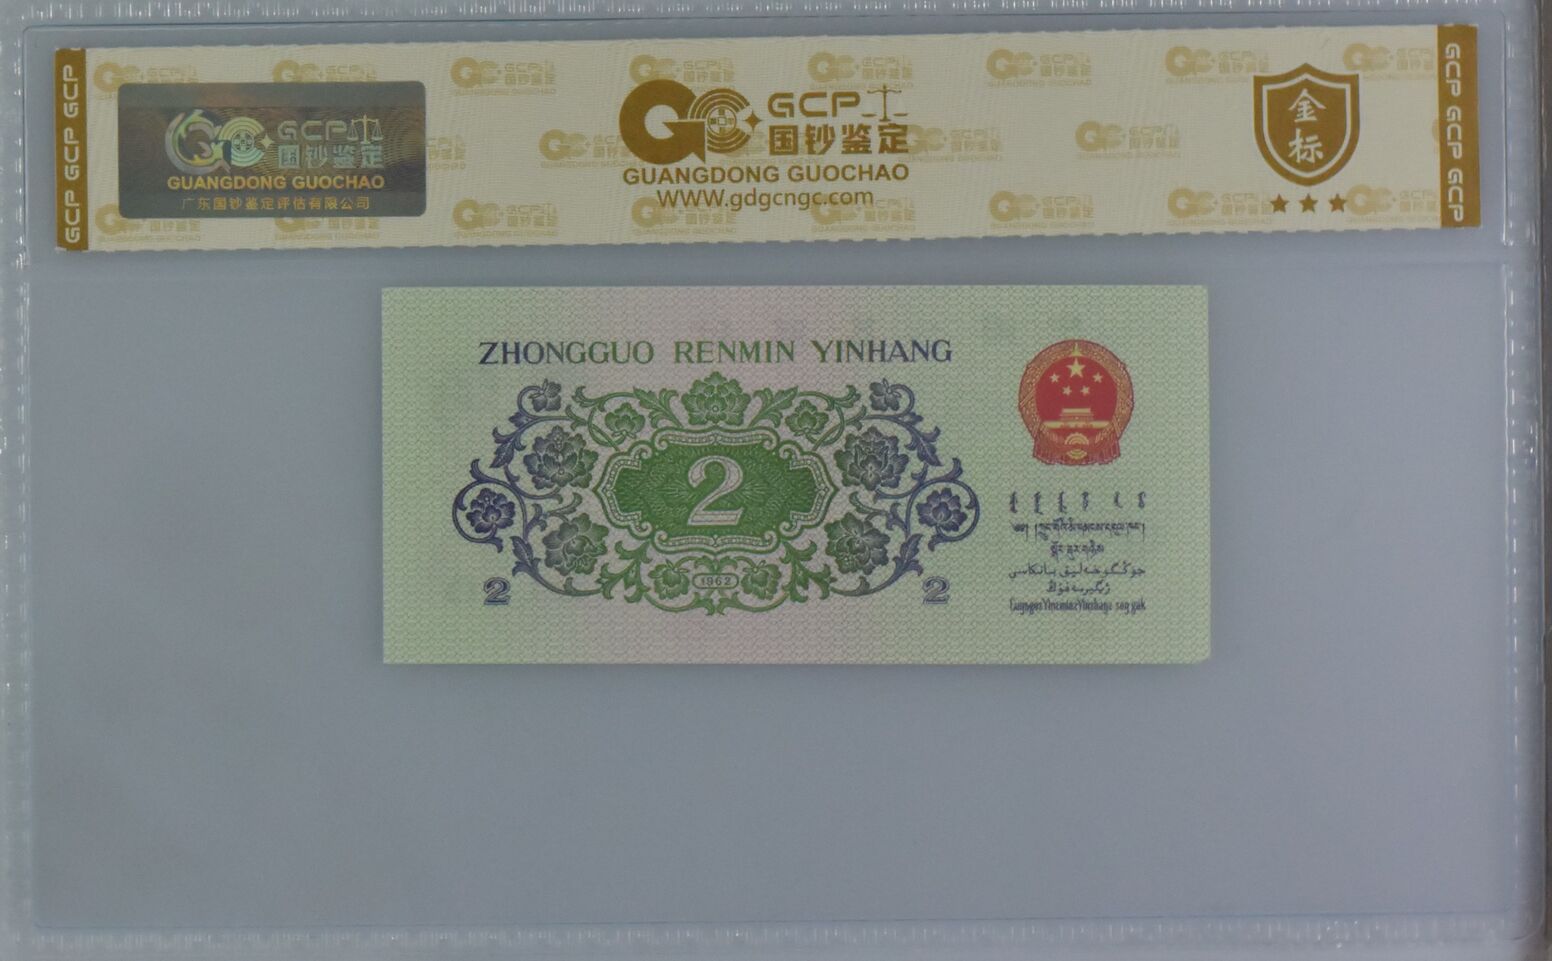 GCP GCP GCP
GCP
国钞鉴定
GUANGDONG GUOCHAO
广东国钞鉴定评估有限公司
GCP
国钞鉴定
GUANGDONG GUOCHAO
WWW.gdgcngc.com
金标
GCP GCP GCP
ZHONGGUO RENMIN YINHANG
2
1962
2
2